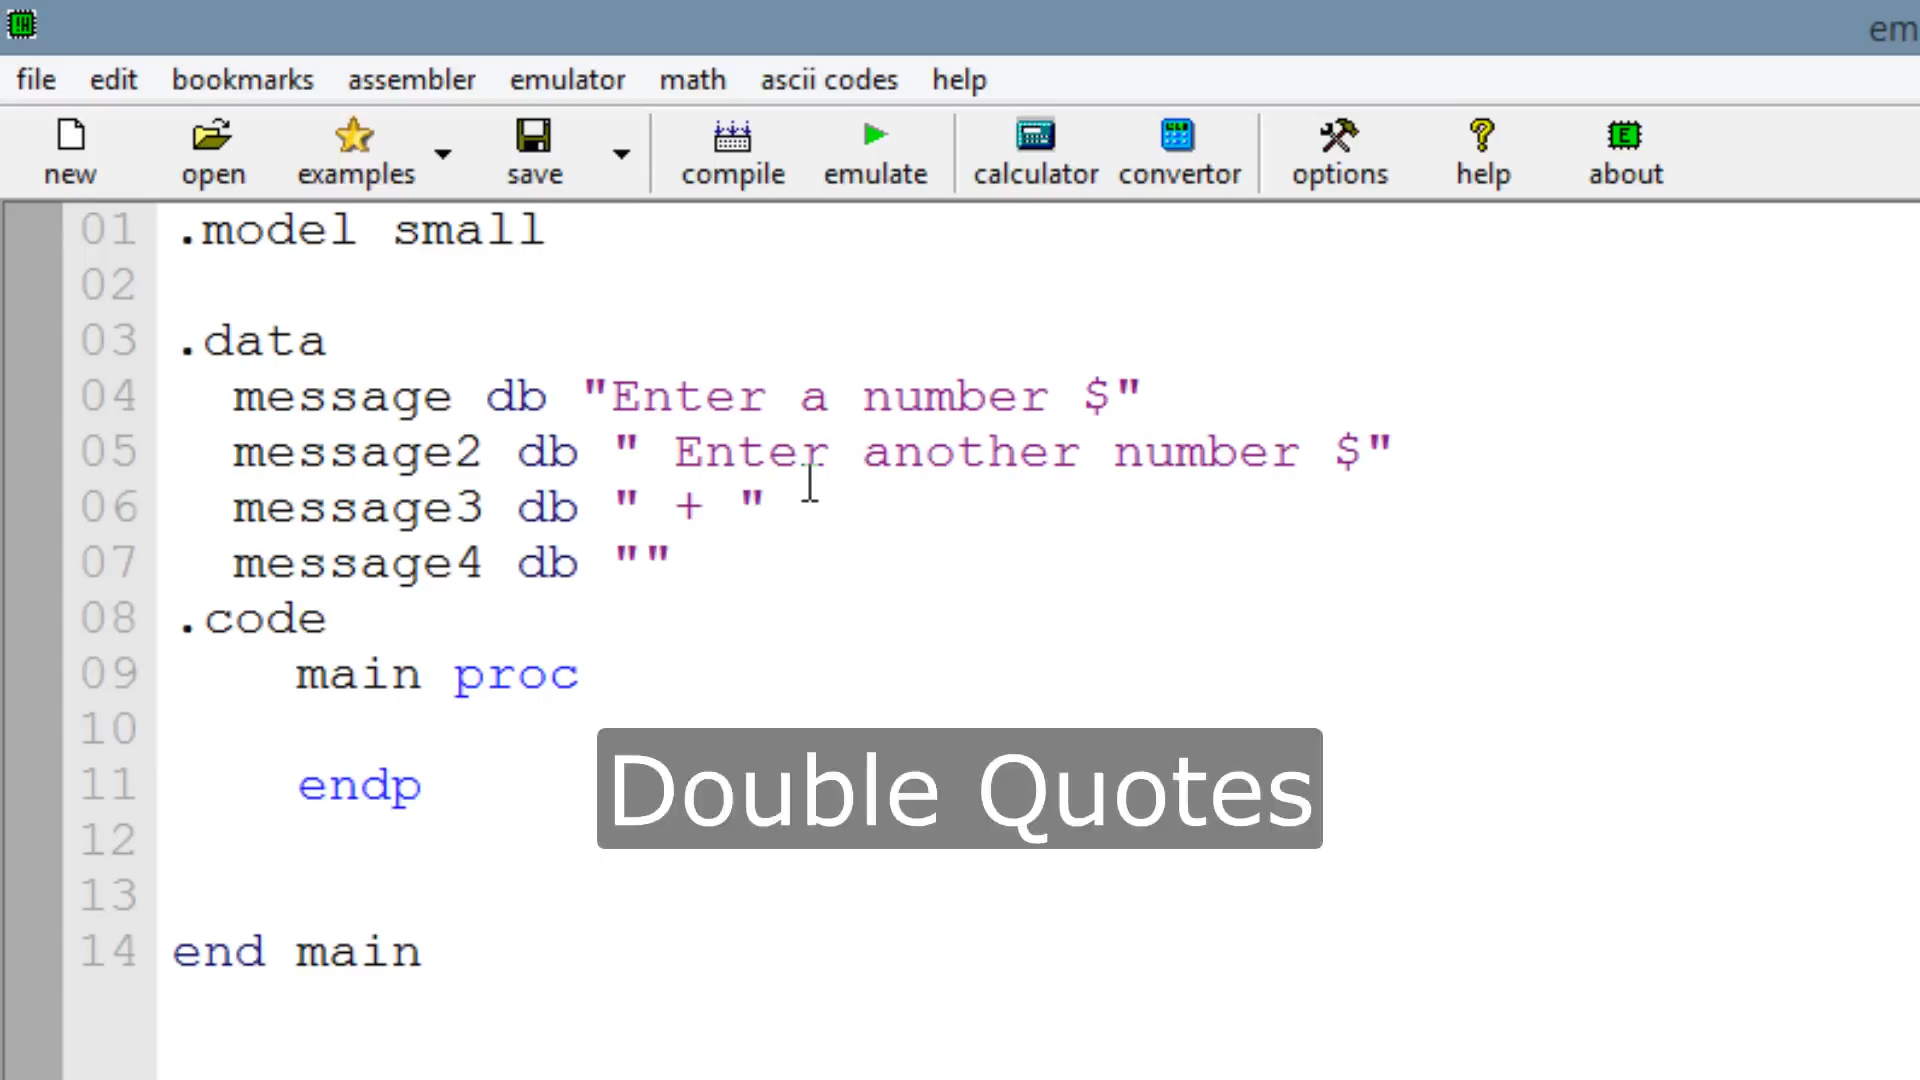 em
file edit bookmarks assembler emulator math ascii codes help
new open examples save compile emulate calculator convertor options help about
01 .model small
02
03 .data
04 message db "Enter a number $"
05 message2 db " Enter another number $"
06 message3 db " + "
07 message4 db ""
08 .code
09 main proc
10
11 endp
Double Quotes
12
13
14 end main